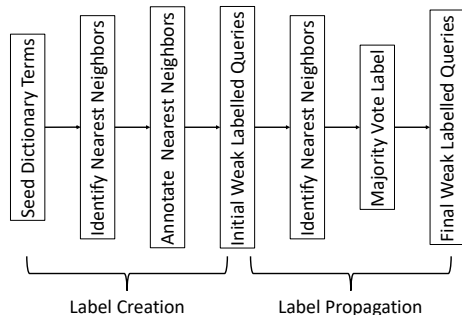 Seed Dictionary Terms
Identify Nearest Neighbors
Annotate Nearest Neighbors
Initial Weak Labelled Queries
Identify Nearest Neighbors
Majority Vote Label
Final Weak Labelled Queries
Label Creation
Label Propagation